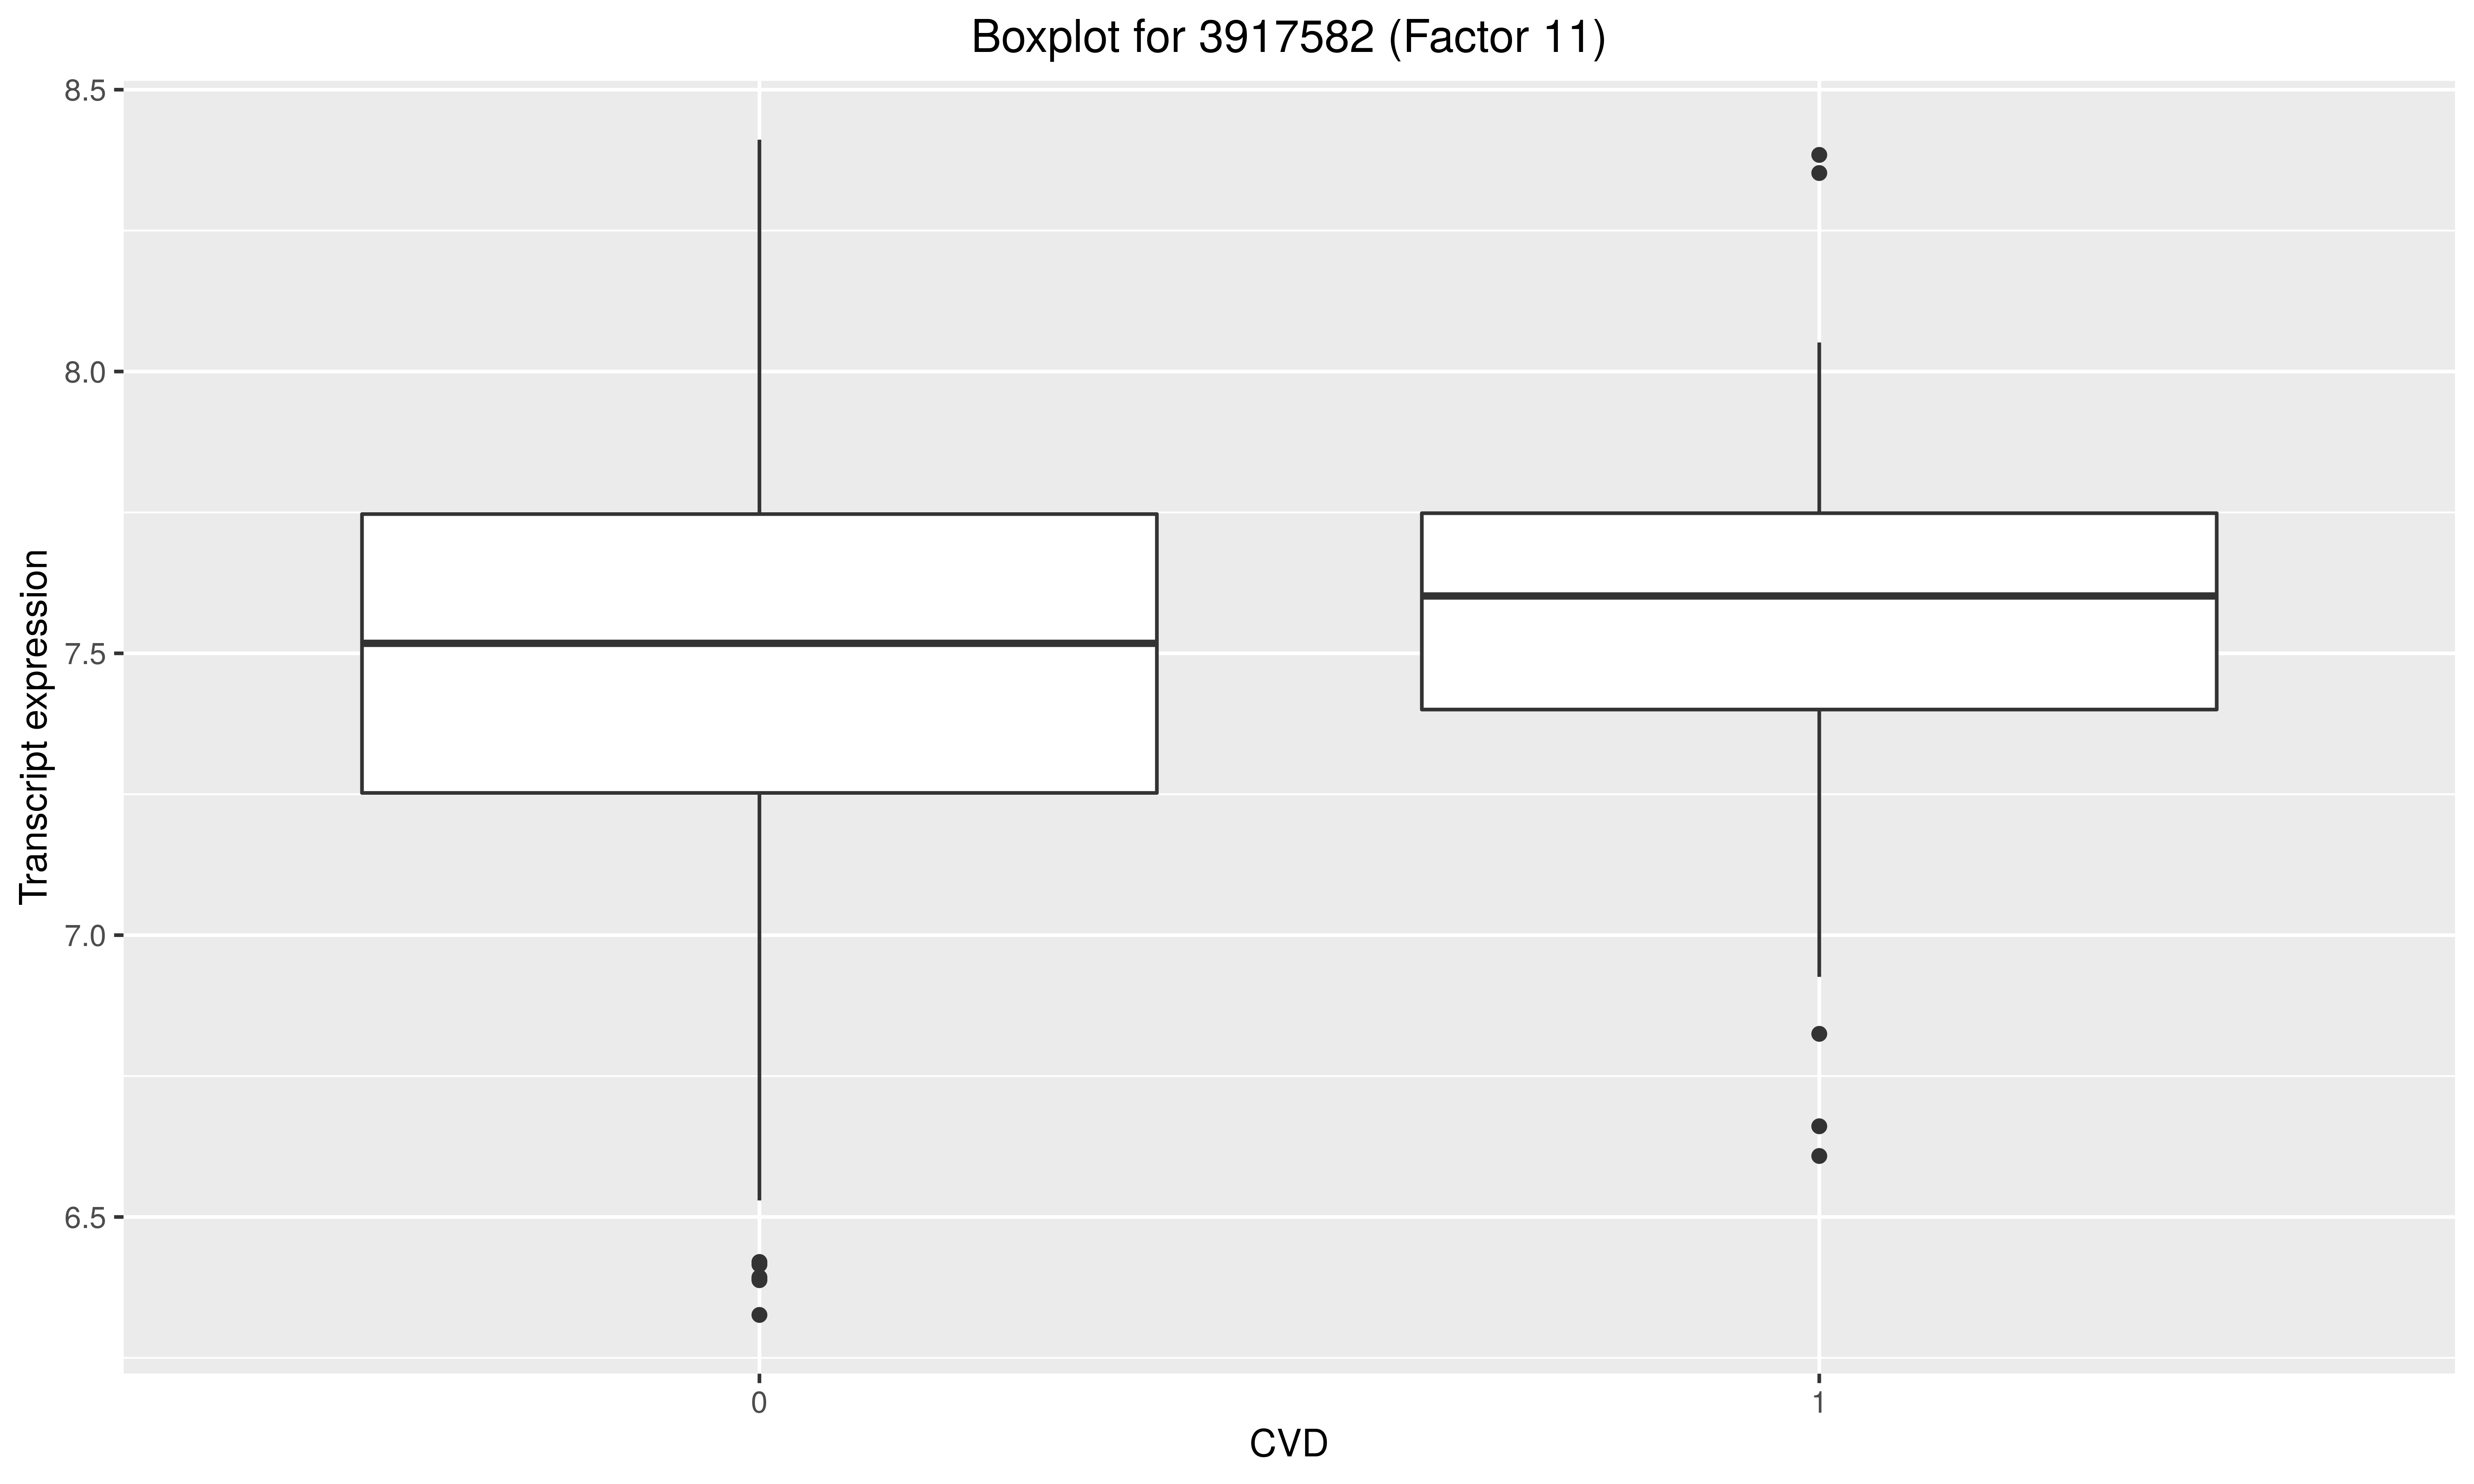 Boxplot for 3917582 (Factor 11)
8.5
8.0
7.5
7.0
6.5
Transcript expression
0
1
CVD